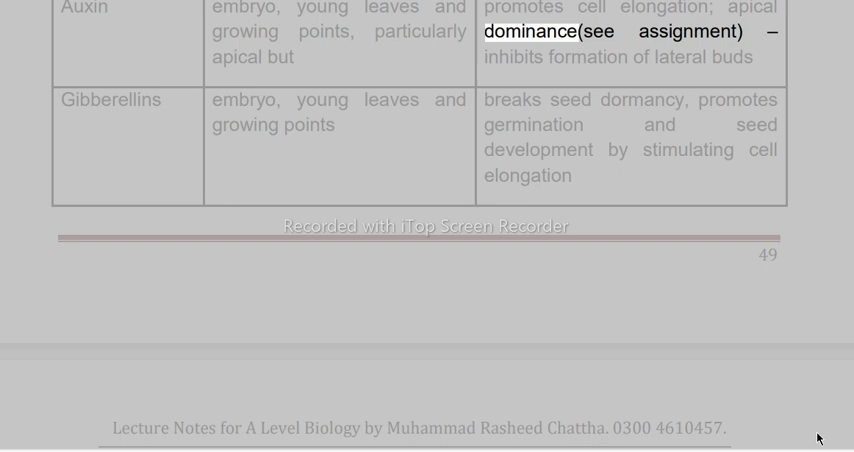 Auxin
embryo, young leaves and
growing points, particularly
apical but
promotes cell elongation; apical
dominance(see assignment) –
inhibits formation of lateral buds
Gibberellins
embryo, young leaves and
growing points
breaks seed dormancy, promotes
germination and seed
development by stimulating cell
elongation
Recorded with iTop Screen Recorder
49
Lecture Notes for A Level Biology by Muhammad Rasheed Chattha. 0300 4610457.